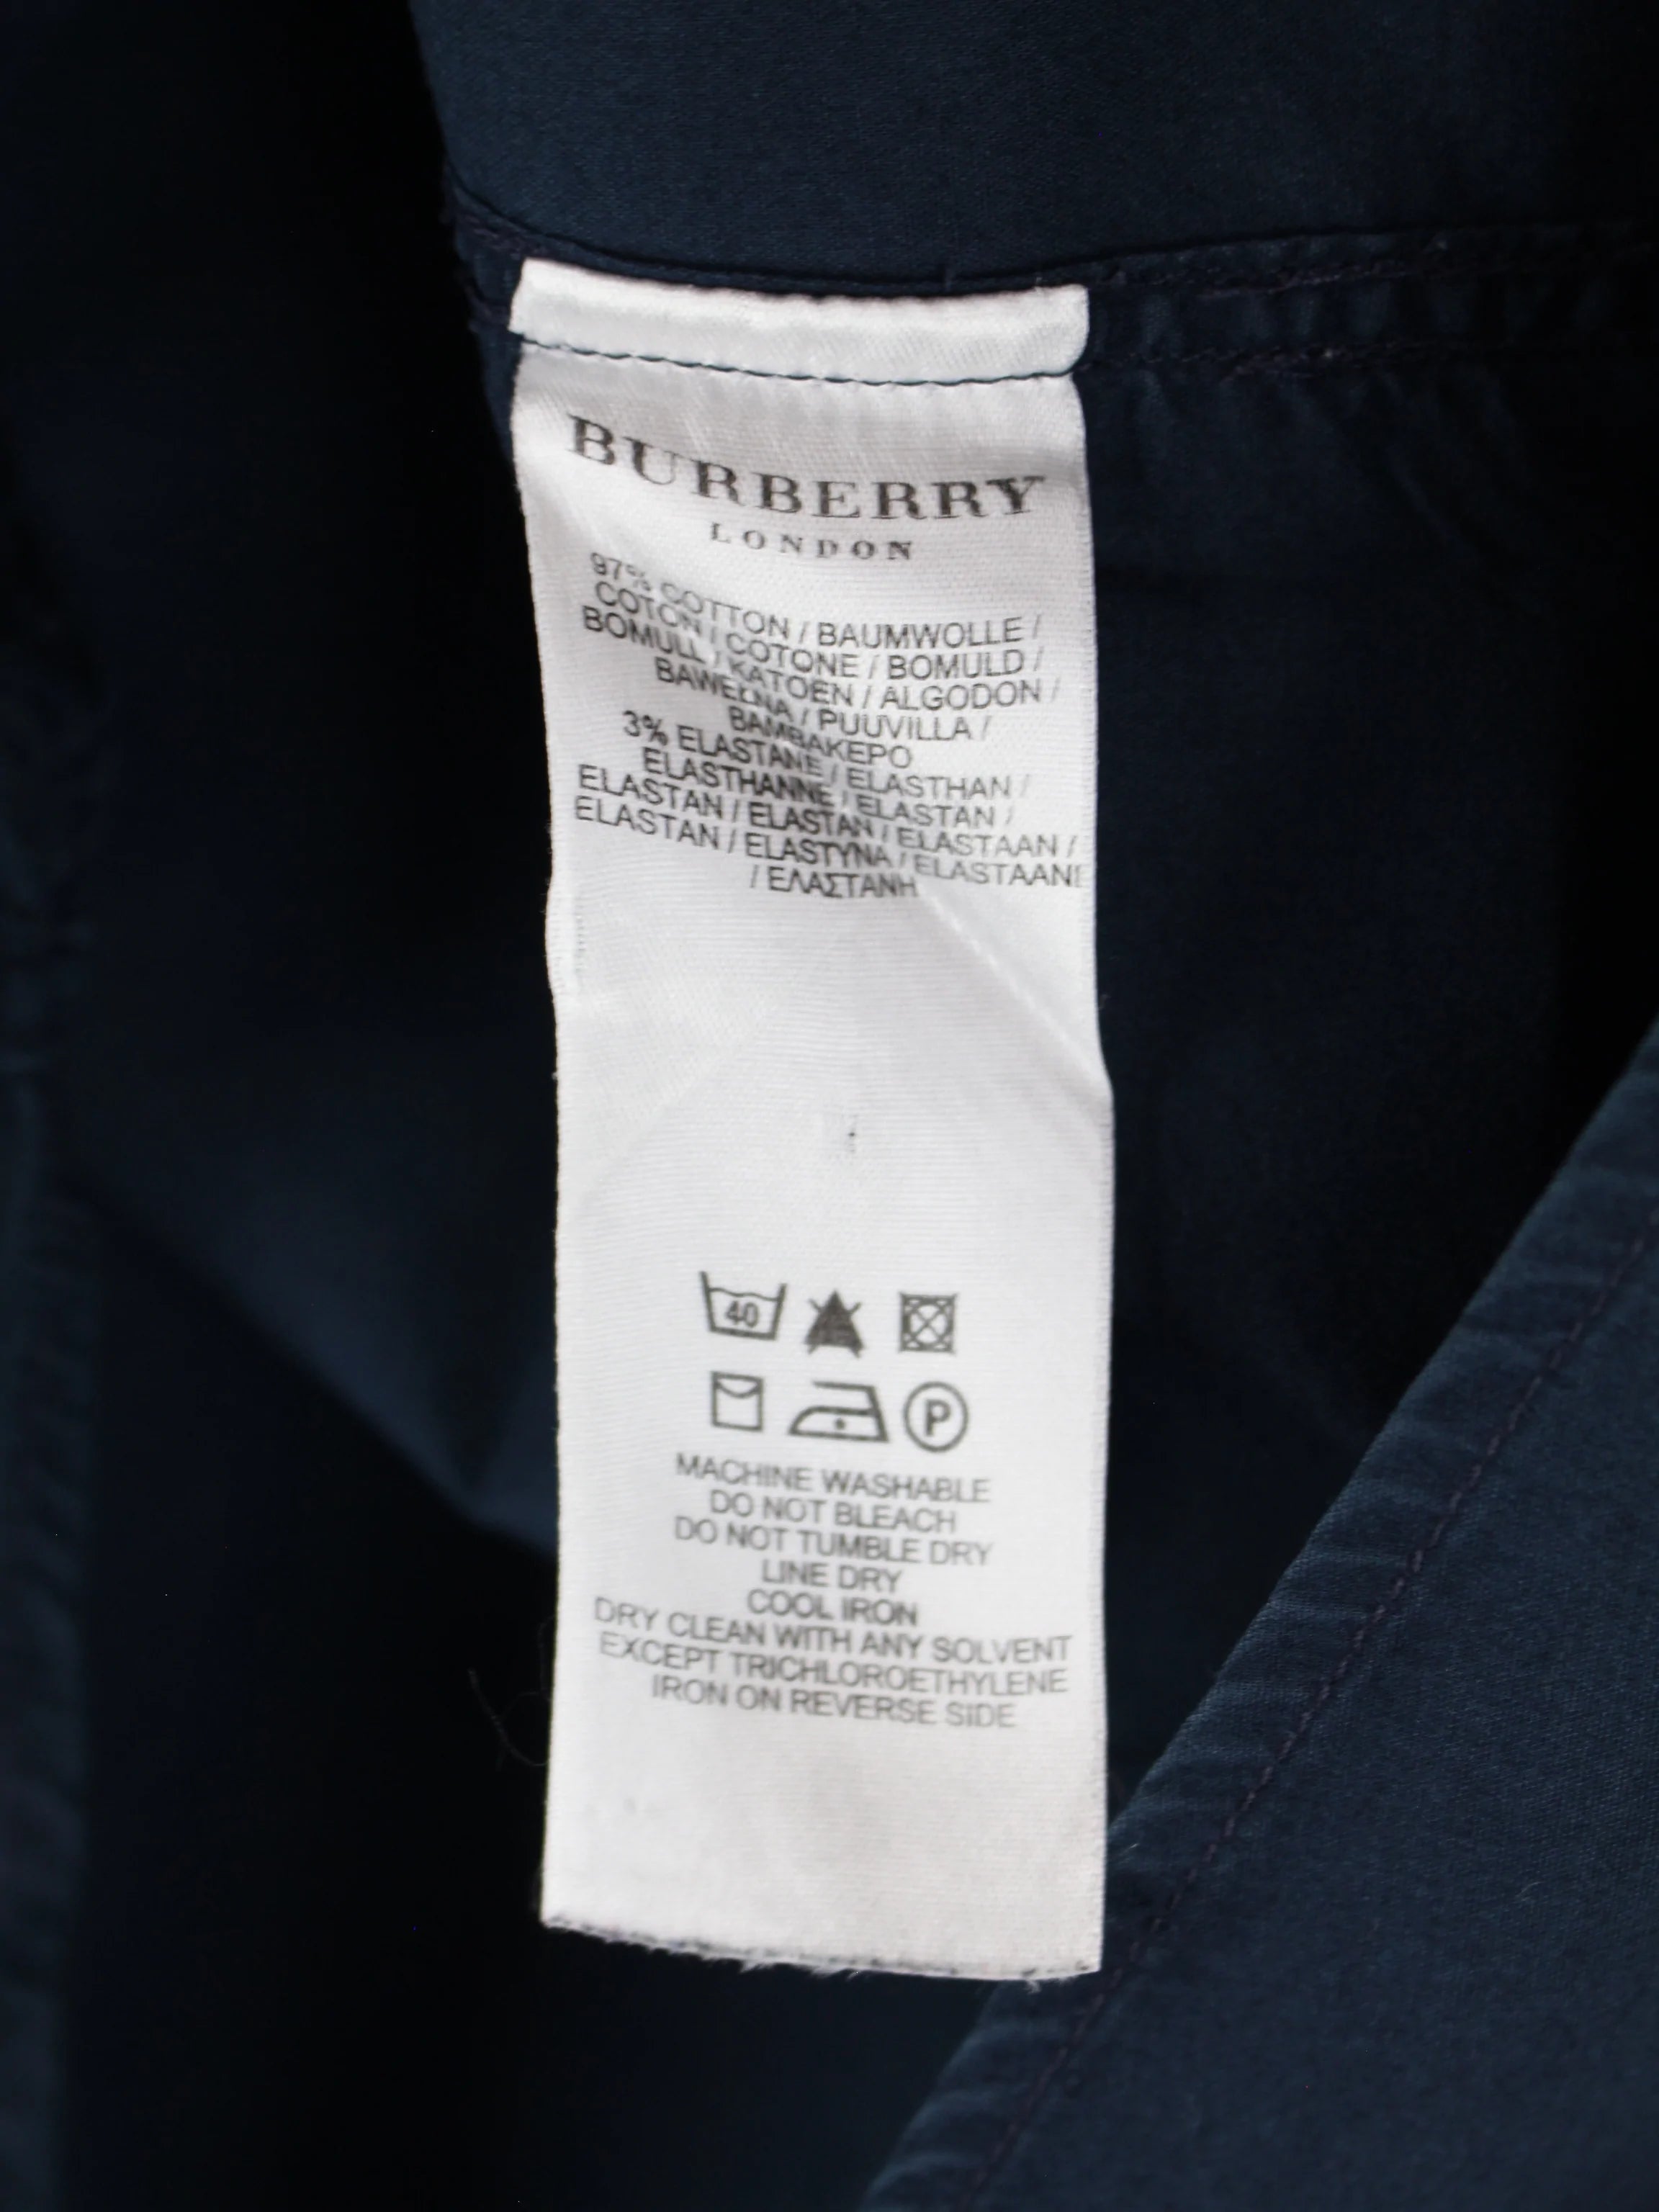 BURBERRY
LONDON
97% COTTON / BAUMWOLLE /
COTON / COTONE / BOMULD /
BOMULL / KATOEN / ALGODON /
BAWEŁNA / PUUVILLA /
BAMBAKEPO
3% ELASTANE / ELASTHAN /
ELASTHANNE / ELASTAN /
ELASTAN / ELASTAN / ELASTAAN /
ELASTAN / ELASTYNA / ELASTAANI
/ ΕΛΑΣΤΑΝΗ
40
P
MACHINE WASHABLE
DO NOT BLEACH
DO NOT TUMBLE DRY
LINE DRY
COOL IRON
DRY CLEAN WITH ANY SOLVENT
EXCEPT TRICHLOROETHYLENE
IRON ON REVERSE SIDE